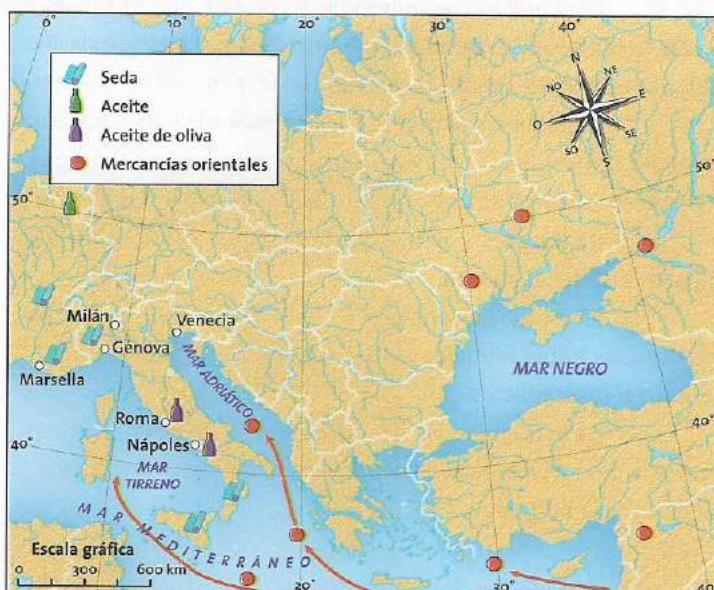 0° 10° 20° 30° 40°
Seda
Aceite
Aceite de oliva
Mercancías orientales
N
NE
E
SE
S
SO
O
NO
50°
50°
Milán
Venecia
Génova
Marsella
MAR ADRIÁTICO
MAR NEGRO
Roma
Nápoles
40°
MAR
TIRRENO
MAR MEDITERRÁNEO
Escala gráfica
0 300 600 km
10° 20° 30° 40°